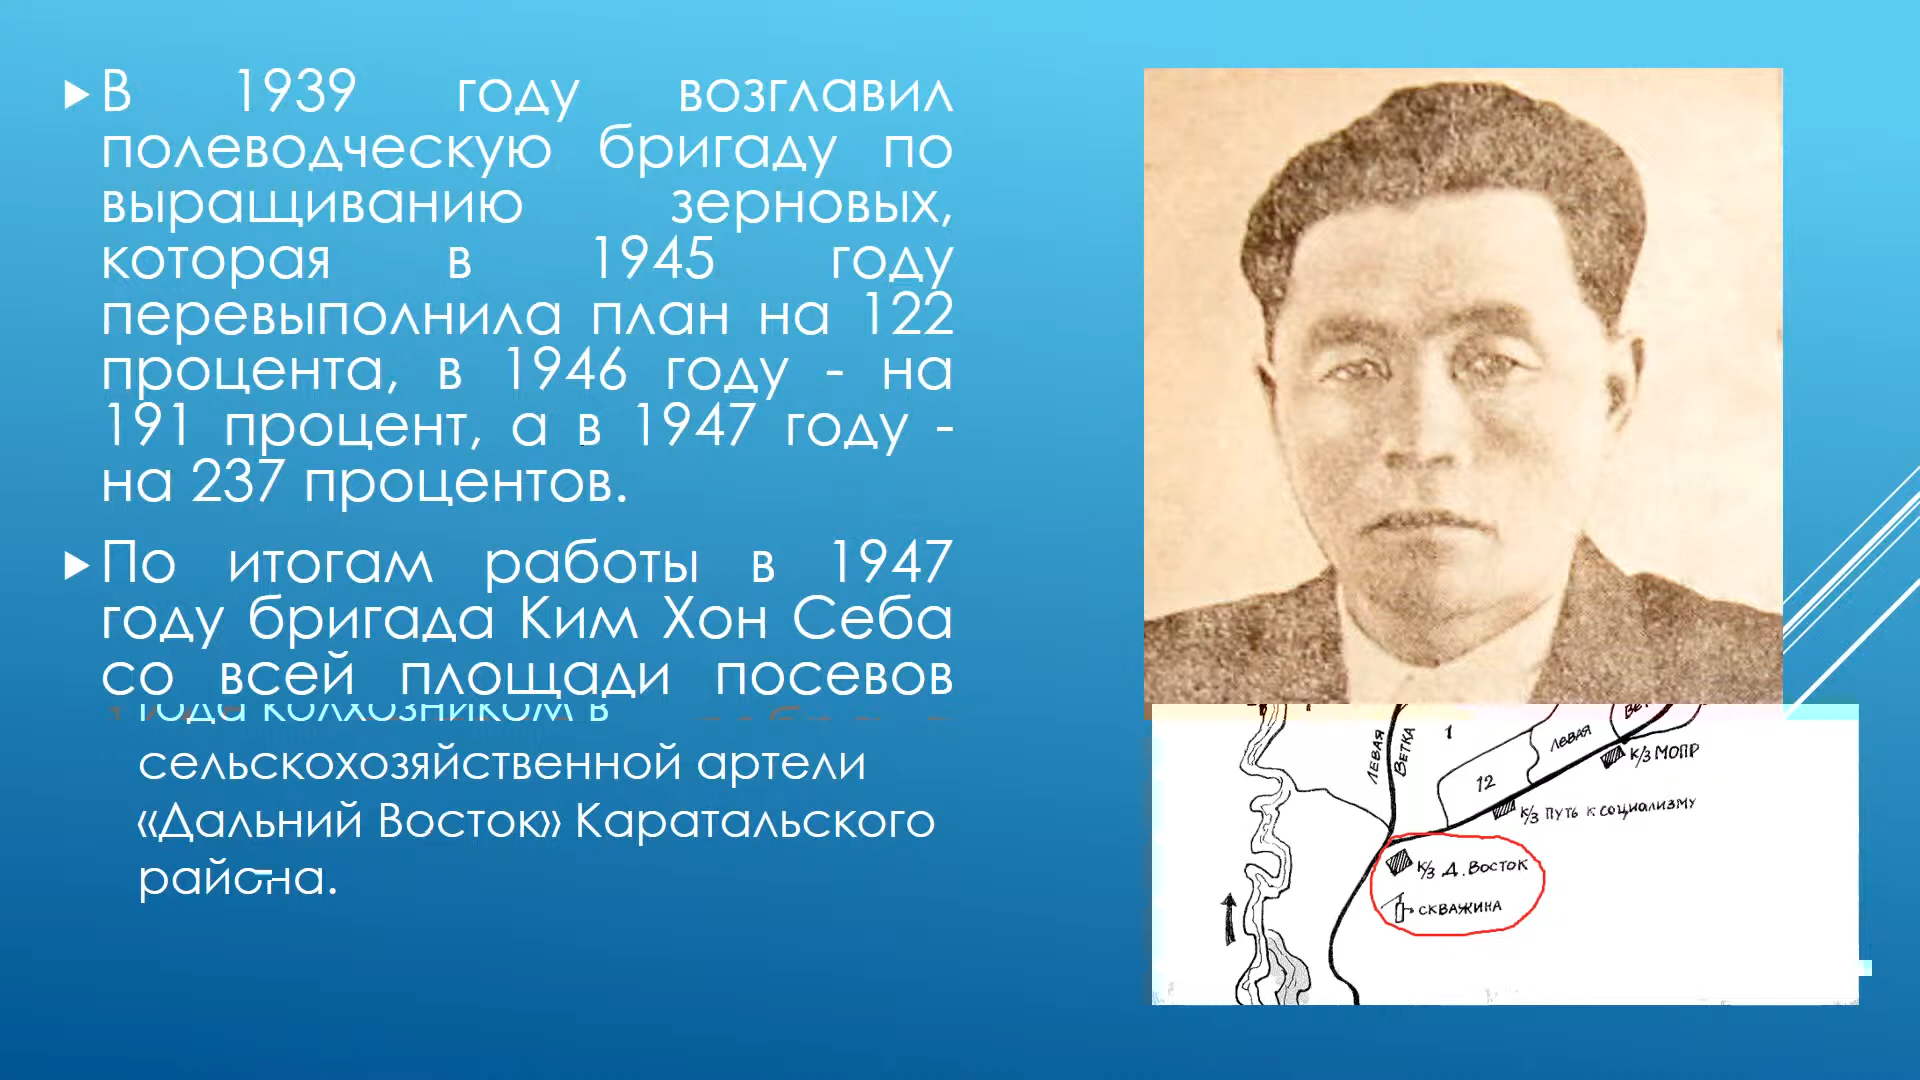 В 1939 году возглавил
полеводческую бригаду по
выращиванию зерновых,
которая в 1945 году
перевыполнила план на 122
процента, в 1946 году - на
191 процент, а в 1947 году -
на 237 процентов.
По итогам работы в 1947
году бригада Ким Хон Себа
со всей площади посевов
года колхозником в
сельскохозяйственной артели
«Дальний Восток» Каратальского
района.
ЛЕВАЯ
ВЕТКА
1
12
ЛЕВАЯ
К/З МОПР
К/З ПУТЬ К СОЦИАЛИЗМУ
К/З Д. ВОСТОК
СКВАЖИНА